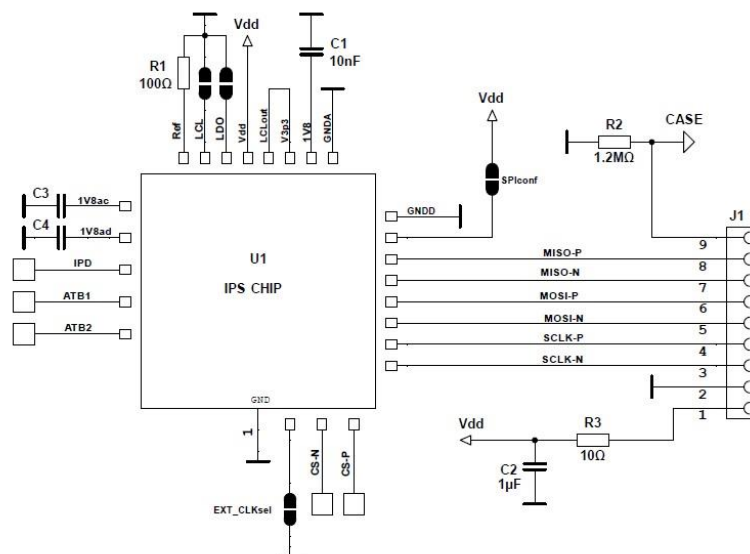 Vdd
C1
10nF
R1
100Ω
Ref
LCL
LDO
Vdd
LCLout
V3p3
1V8
GNDA
Vdd
SPIconf
R2
1.2MΩ
CASE
C3
1V8ac
C4
1V8ad
IPD
ATB1
ATB2
U1
IPS CHIP
GND
1
GNDD
MISO-P
MISO-N
MOSI-P
MOSI-N
SCLK-P
SCLK-N
J1
9
8
7
6
5
4
3
2
1
EXT_CLKsel
CS-N
CS-P
Vdd
R3
10Ω
C2
1µF